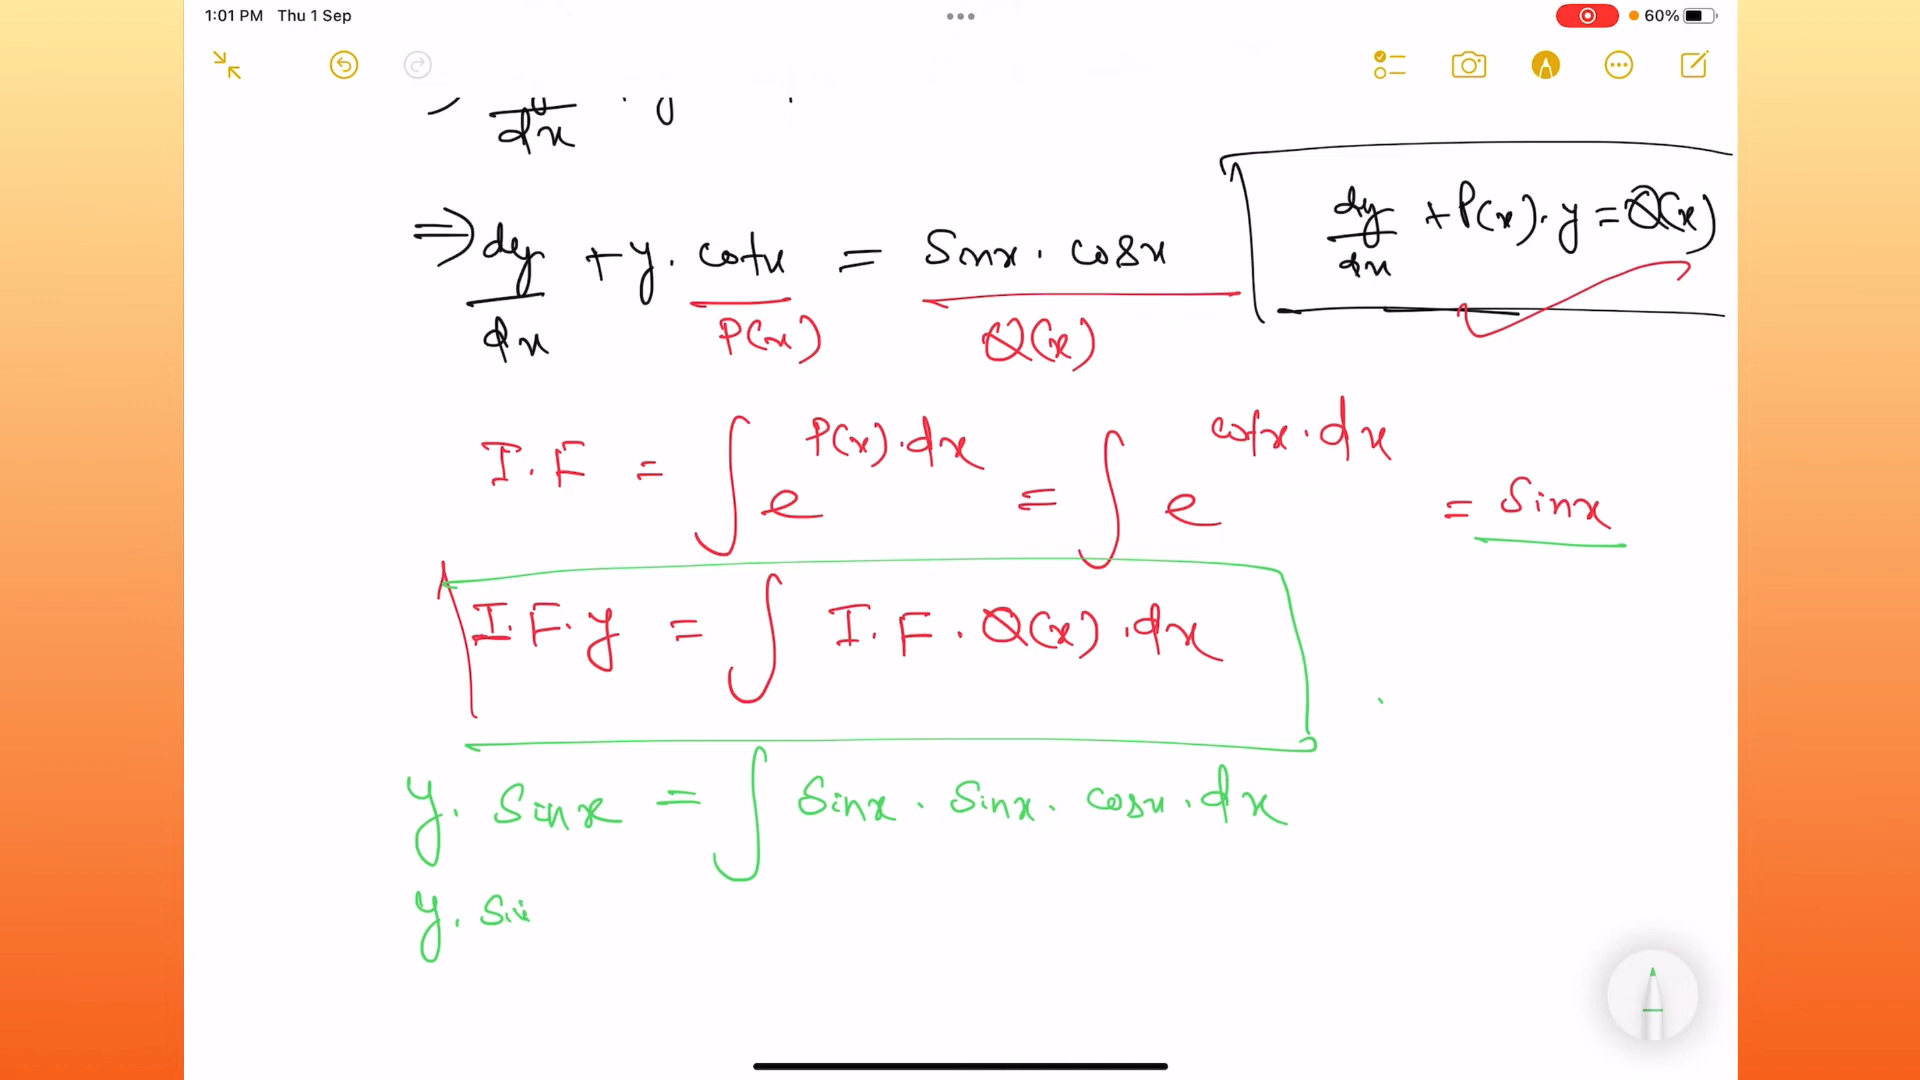 1:01 PM Thu 1 Sep
60%
dx
⇒ dy/dx + y. cotx = Sinx . cosx
dy/dx + P(x). y = Q(x)
P(x) Q(x)
I.F = ∫ e^P(x).dx = ∫ e^cotx.dx = Sinx
I.F. y = ∫ I.F. Q(x).dx
y. Sinx = ∫ Sinx . Sinx. cosx.dx
y. Sin